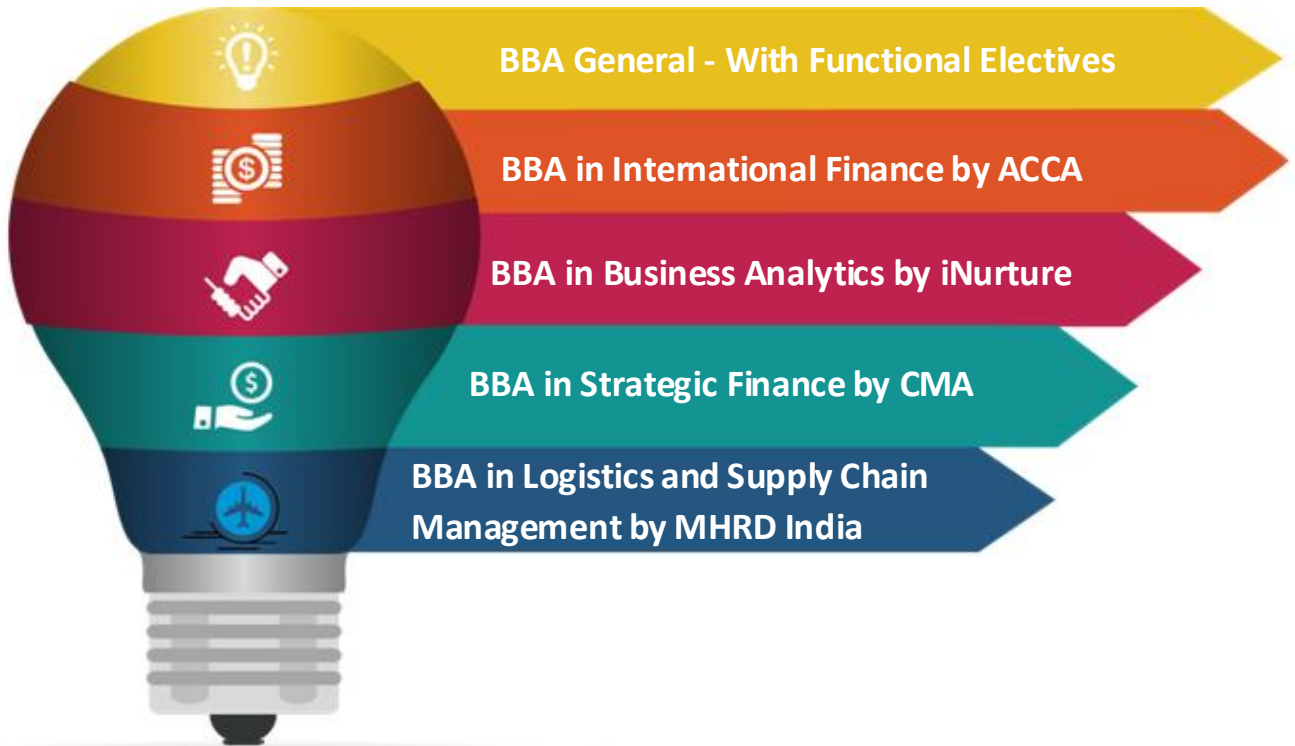 BBA General - With Functional Electives
BBA in International Finance by ACCA
BBA in Business Analytics by iNurture
BBA in Strategic Finance by CMA
BBA in Logistics and Supply Chain
Management by MHRD India